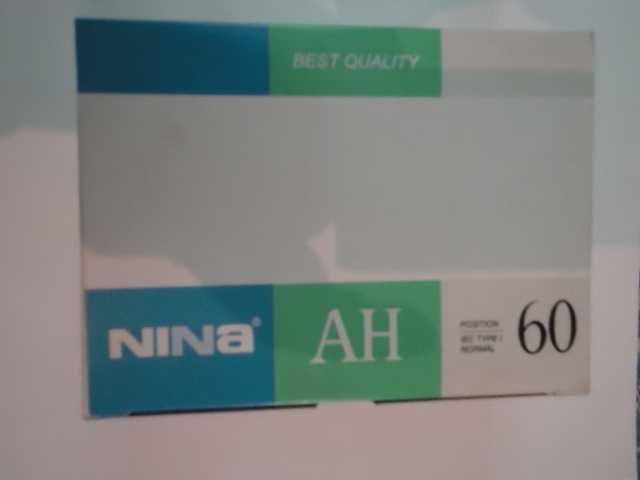 BEST QUALITY
NINa®
AH
POSITION
IEC TYPE I
NORMAL
60